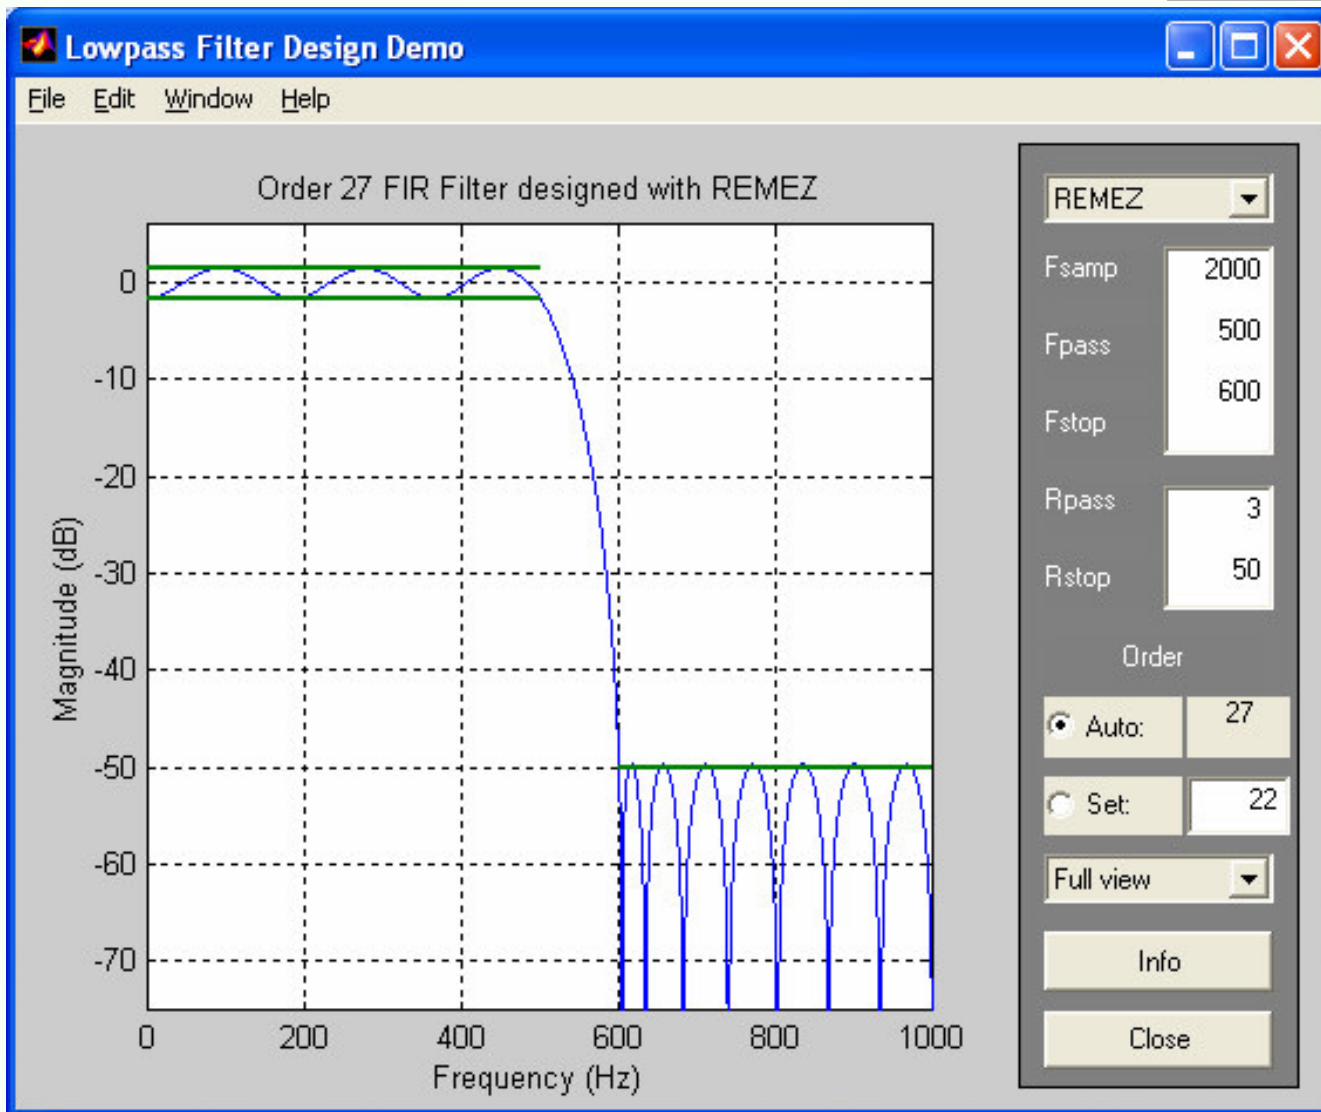 Lowpass Filter Design Demo
File Edit Window Help
Order 27 FIR Filter designed with REMEZ
Magnitude (dB)
0
-10
-20
-30
-40
-50
-60
-70
0 200 400 600 800 1000
Frequency (Hz)
REMEZ
Fsamp 2000
Fpass 500
Fstop 600
Rpass 3
Rstop 50
Order
Auto: 27
Set: 22
Full view
Info
Close